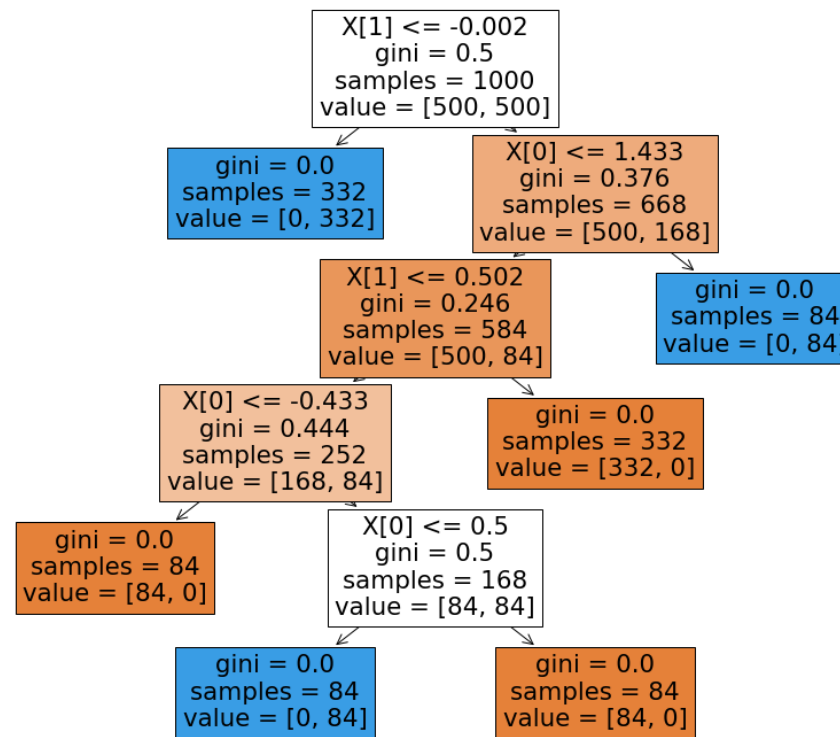 X[1] <= -0.002
gini = 0.5
samples = 1000
value = [500, 500]
gini = 0.0
samples = 332
value = [0, 332]
X[0] <= 1.433
gini = 0.376
samples = 668
value = [500, 168]
X[1] <= 0.502
gini = 0.246
samples = 584
value = [500, 84]
gini = 0.0
samples = 84
value = [0, 84]
X[0] <= -0.433
gini = 0.444
samples = 252
value = [168, 84]
gini = 0.0
samples = 332
value = [332, 0]
gini = 0.0
samples = 84
value = [84, 0]
X[0] <= 0.5
gini = 0.5
samples = 168
value = [84, 84]
gini = 0.0
samples = 84
value = [0, 84]
gini = 0.0
samples = 84
value = [84, 0]